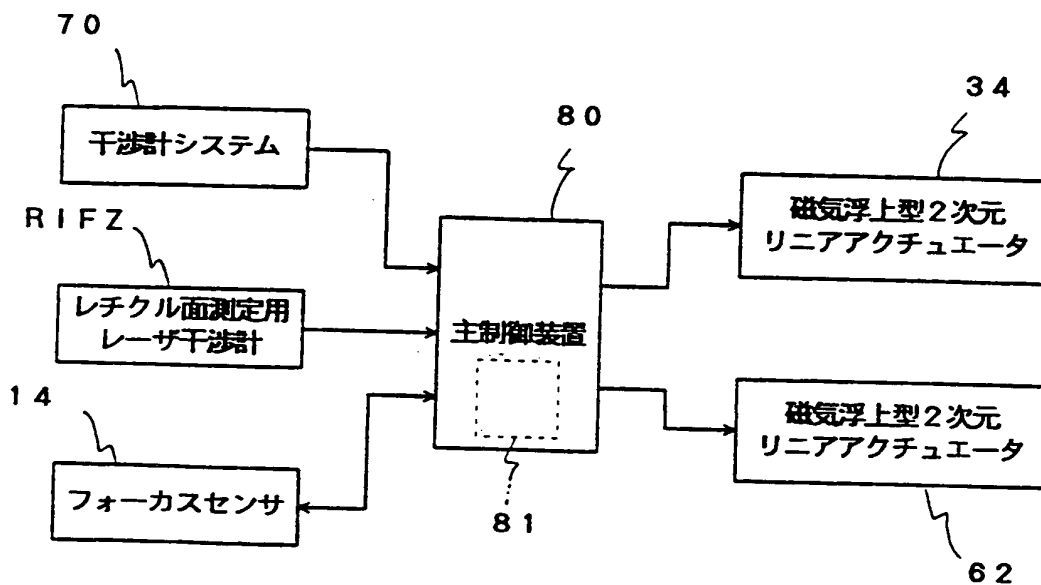 ７０
干渉計システム
ＲＩＦＺ
レチクル面測定用
レーザ干渉計
１４
フォーカスセンサ
８０
主制御装置
８１
３４
磁気浮上型２次元
リニアアクチュエータ
磁気浮上型２次元
リニアアクチュエータ
６２